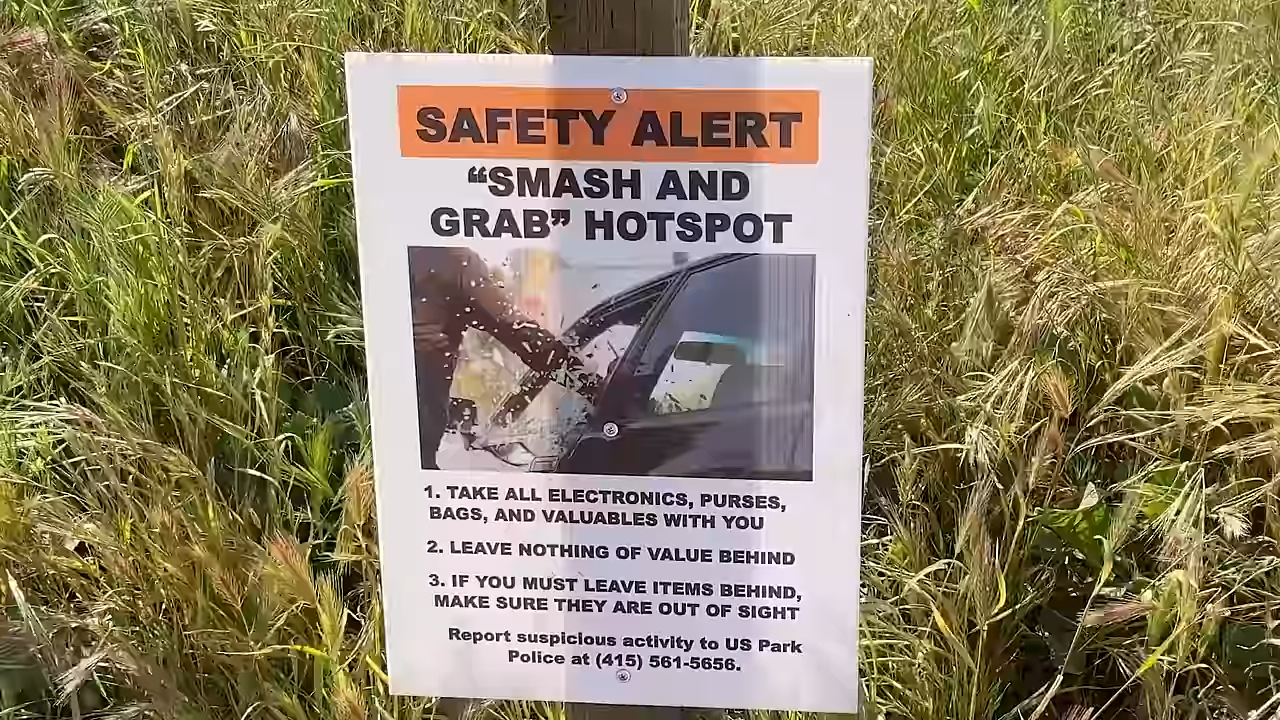 SAFETY ALERT
“SMASH AND
GRAB” HOTSPOT
1. TAKE ALL ELECTRONICS, PURSES,
BAGS, AND VALUABLES WITH YOU
2. LEAVE NOTHING OF VALUE BEHIND
3. IF YOU MUST LEAVE ITEMS BEHIND,
MAKE SURE THEY ARE OUT OF SIGHT
Report suspicious activity to US Park
Police at (415) 561-5656.